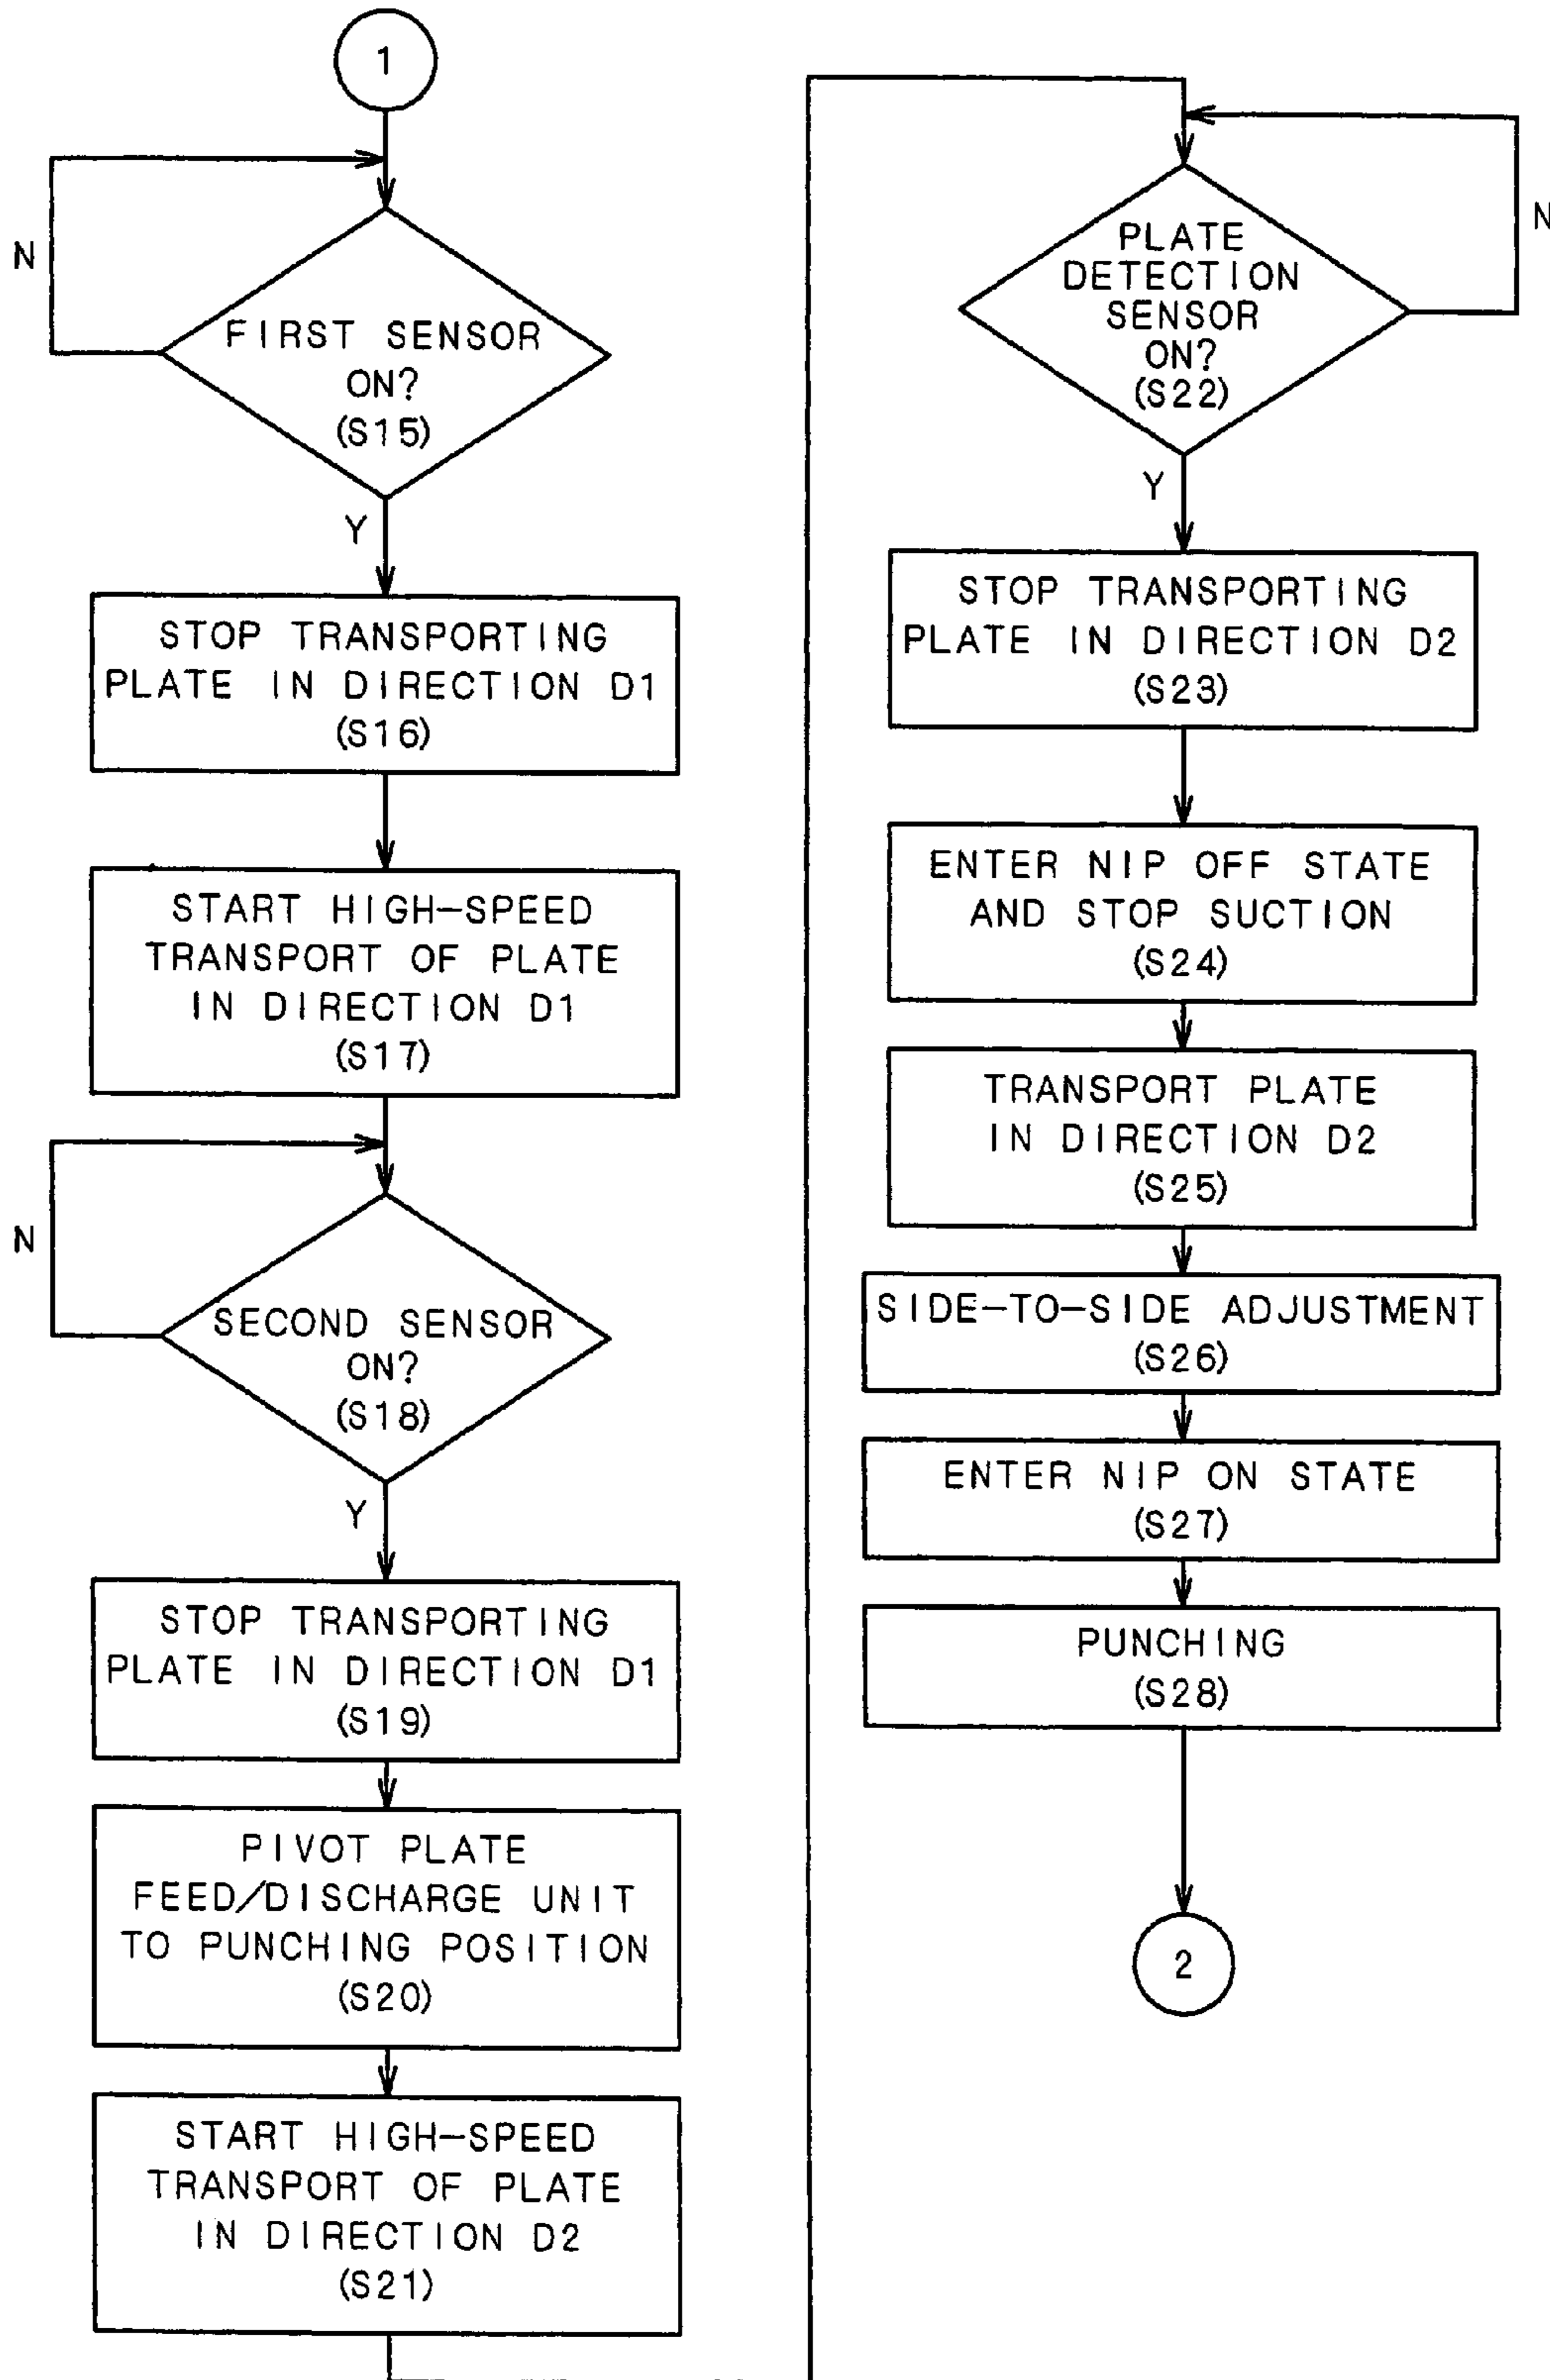 1
N
FIRST SENSOR
ON?
(S15)
Y
STOP TRANSPORTING
PLATE IN DIRECTION D1
(S16)
START HIGH-SPEED
TRANSPORT OF PLATE
IN DIRECTION D1
(S17)
N
SECOND SENSOR
ON?
(S18)
Y
STOP TRANSPORTING
PLATE IN DIRECTION D1
(S19)
PIVOT PLATE
FEED/DISCHARGE UNIT
TO PUNCHING POSITION
(S20)
START HIGH-SPEED
TRANSPORT OF PLATE
IN DIRECTION D2
(S21)
PLATE
DETECTION
SENSOR
ON?
(S22)
N
Y
STOP TRANSPORTING
PLATE IN DIRECTION D2
(S23)
ENTER NIP OFF STATE
AND STOP SUCTION
(S24)
TRANSPORT PLATE
IN DIRECTION D2
(S25)
SIDE-TO-SIDE ADJUSTMENT
(S26)
ENTER NIP ON STATE
(S27)
PUNCHING
(S28)
2